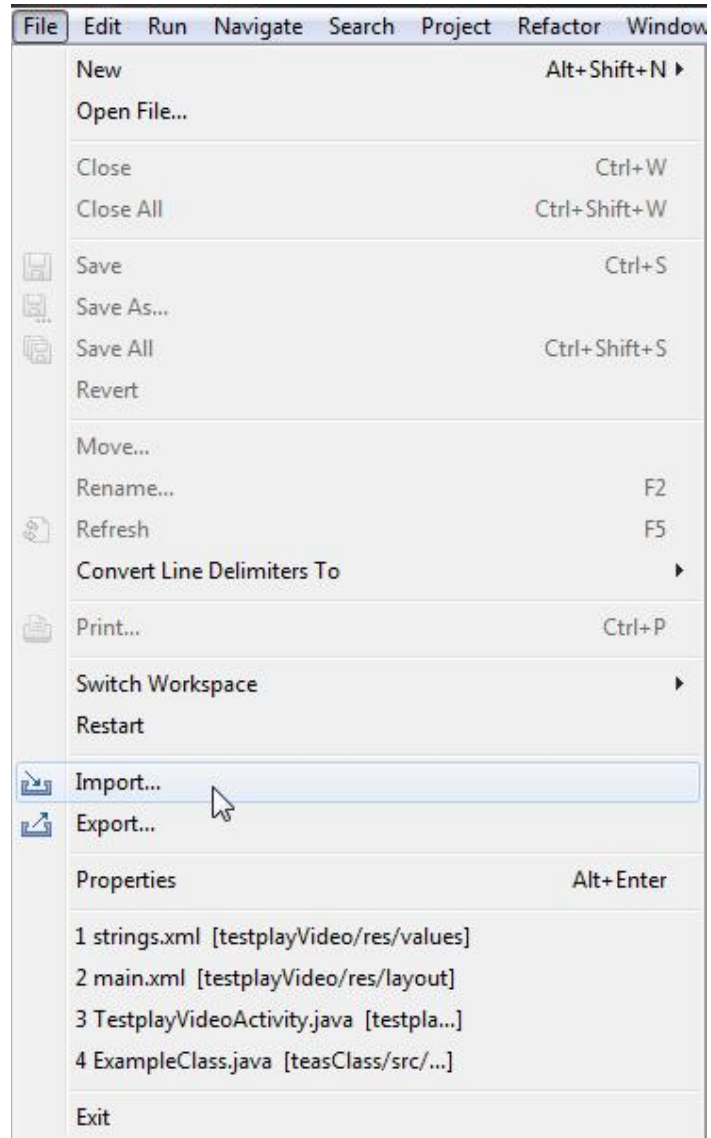 File Edit Run Navigate Search Project Refactor Window
New Alt+Shift+N
Open File...
Close Ctrl+W
Close All Ctrl+Shift+W
Save Ctrl+S
Save As...
Save All Ctrl+Shift+S
Revert
Move...
Rename... F2
Refresh F5
Convert Line Delimiters To
Print... Ctrl+P
Switch Workspace
Restart
Import...
Export...
Properties Alt+Enter
1 strings.xml [testplayVideo/res/values]
2 main.xml [testplayVideo/res/layout]
3 TestplayVideoActivity.java [testpla...]
4 ExampleClass.java [teasClass/src/...]
Exit